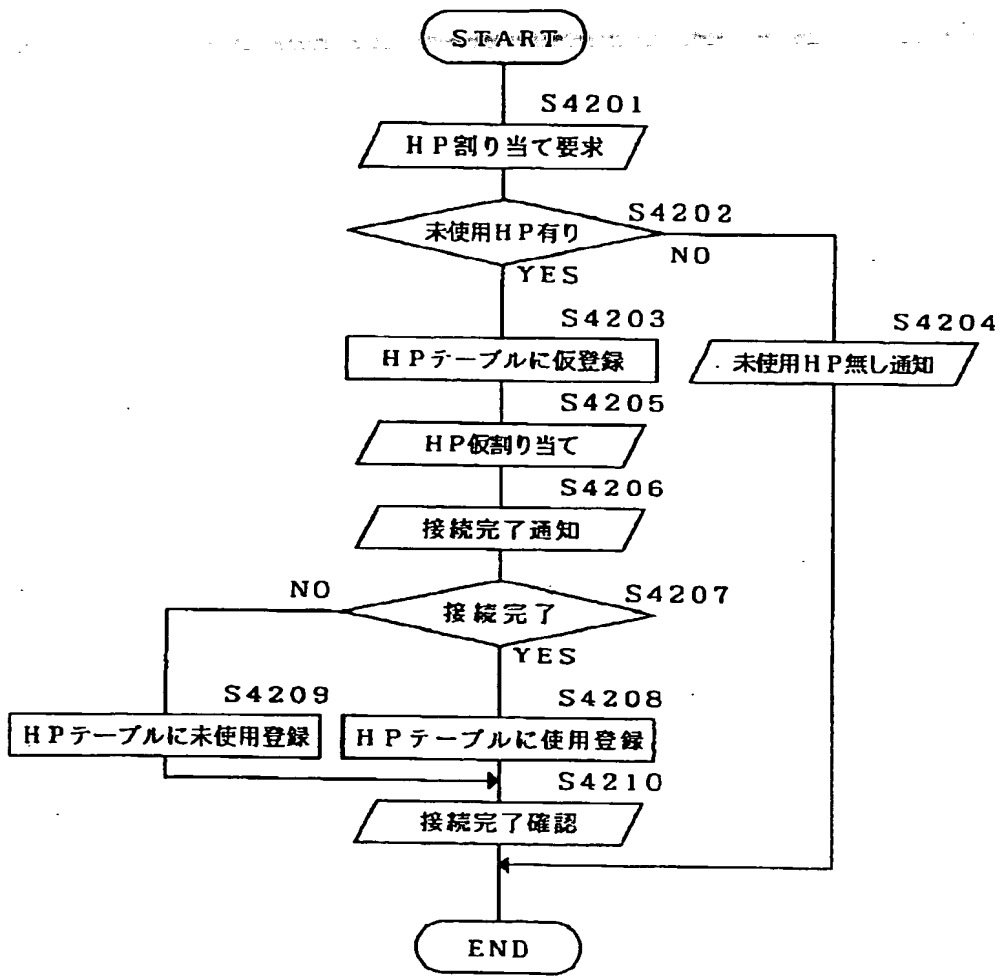 START
S4201
HP割り当て要求
S4202
未使用HP有り
NO
YES
S4203
HPテーブルに仮登録
S4204
未使用HP無し通知
S4205
HP仮割り当て
S4206
接続完了通知
NO
S4207
接続完了
YES
S4209
HPテーブルに未使用登録
S4208
HPテーブルに使用登録
S4210
接続完了確認
END